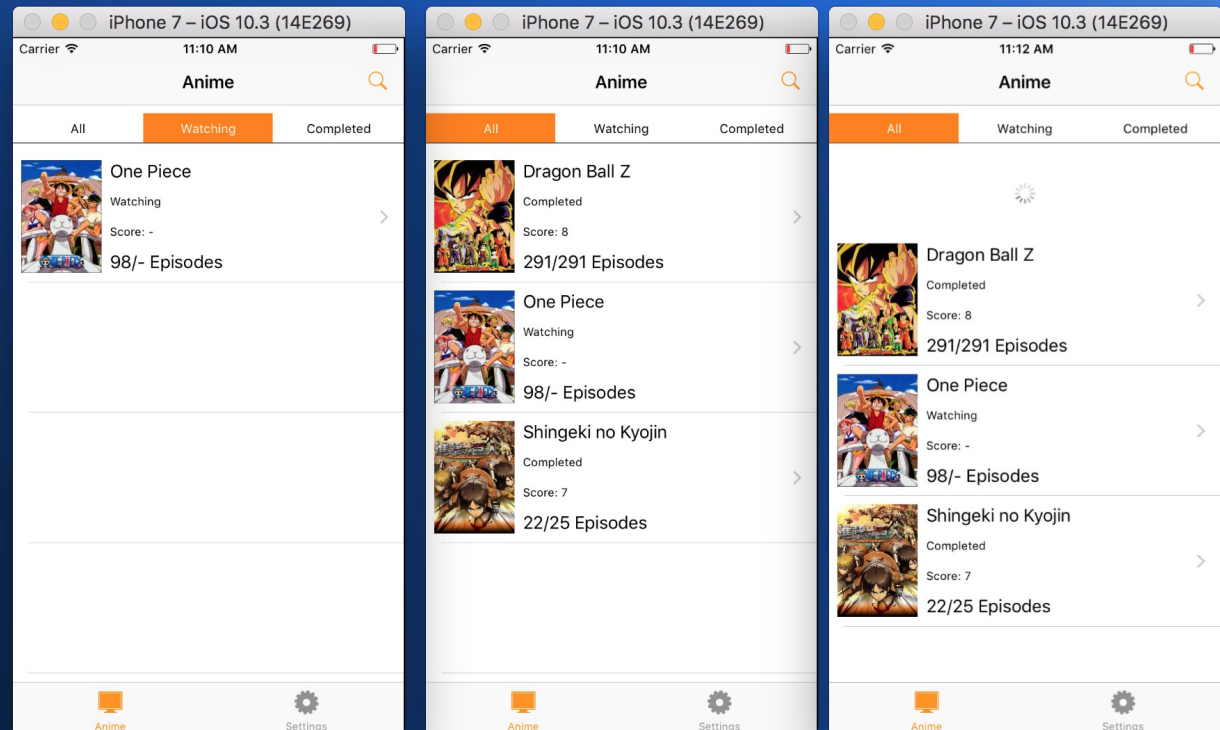 iPhone 7 – iOS 10.3 (14E269)
Carrier
11:10 AM
Anime
All
Watching
Completed
One Piece
Watching
Score: -
98/- Episodes
Anime
Settings
iPhone 7 – iOS 10.3 (14E269)
Carrier
11:10 AM
Anime
All
Watching
Completed
Dragon Ball Z
Completed
Score: 8
291/291 Episodes
One Piece
Watching
Score: -
98/- Episodes
Shingeki no Kyojin
Completed
Score: 7
22/25 Episodes
Anime
Settings
iPhone 7 – iOS 10.3 (14E269)
Carrier
11:12 AM
Anime
All
Watching
Completed
Dragon Ball Z
Completed
Score: 8
291/291 Episodes
One Piece
Watching
Score: -
98/- Episodes
Shingeki no Kyojin
Completed
Score: 7
22/25 Episodes
Anime
Settings